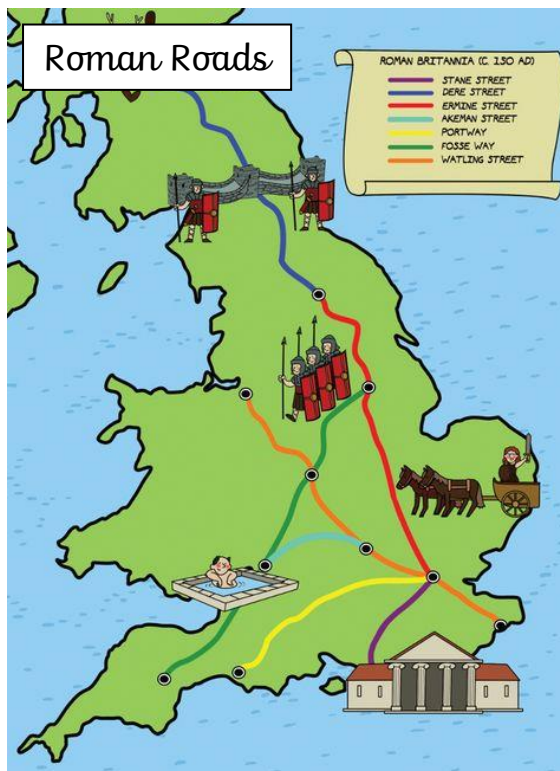 Roman Roads
ROMAN BRITANNIA (C. 150 AD)
STANE STREET
DERE STREET
ERMINE STREET
AKEMAN STREET
PORTWAY
FOSSE WAY
WATLING STREET